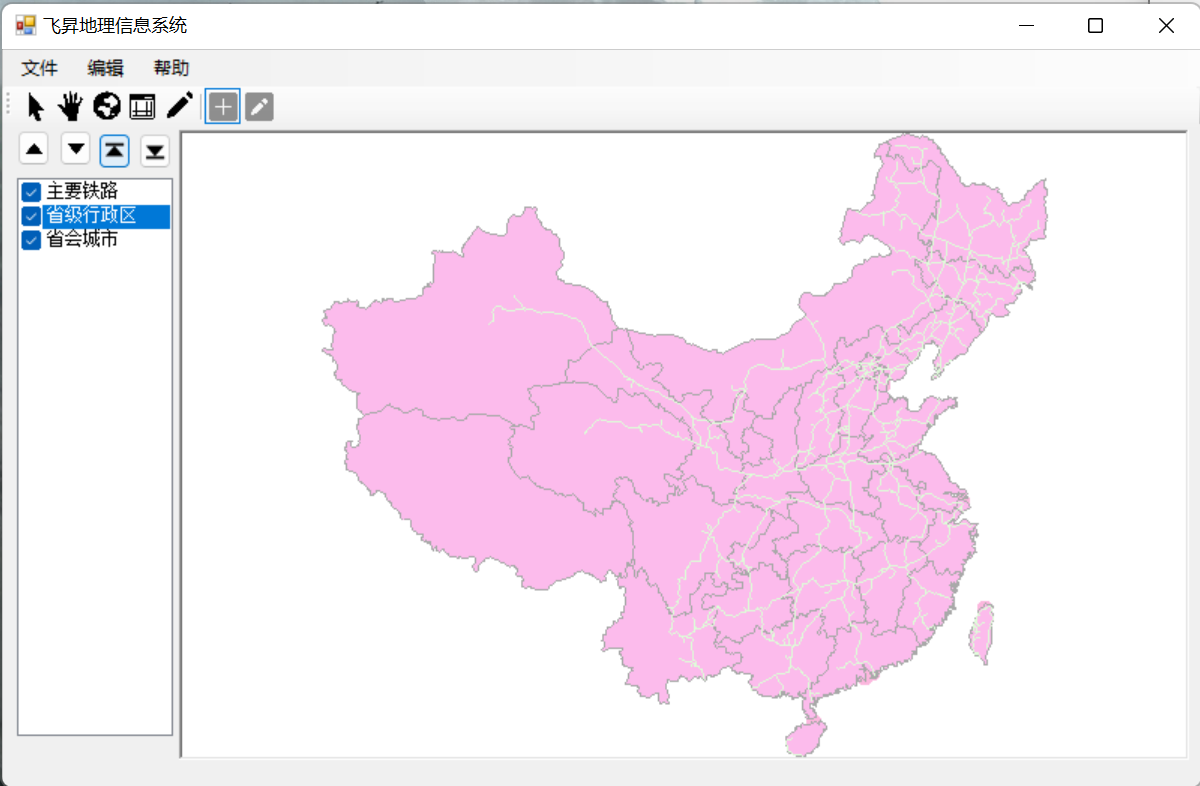 飞昇地理信息系统
文件 编辑 帮助
主要铁路
省级行政区
省会城市